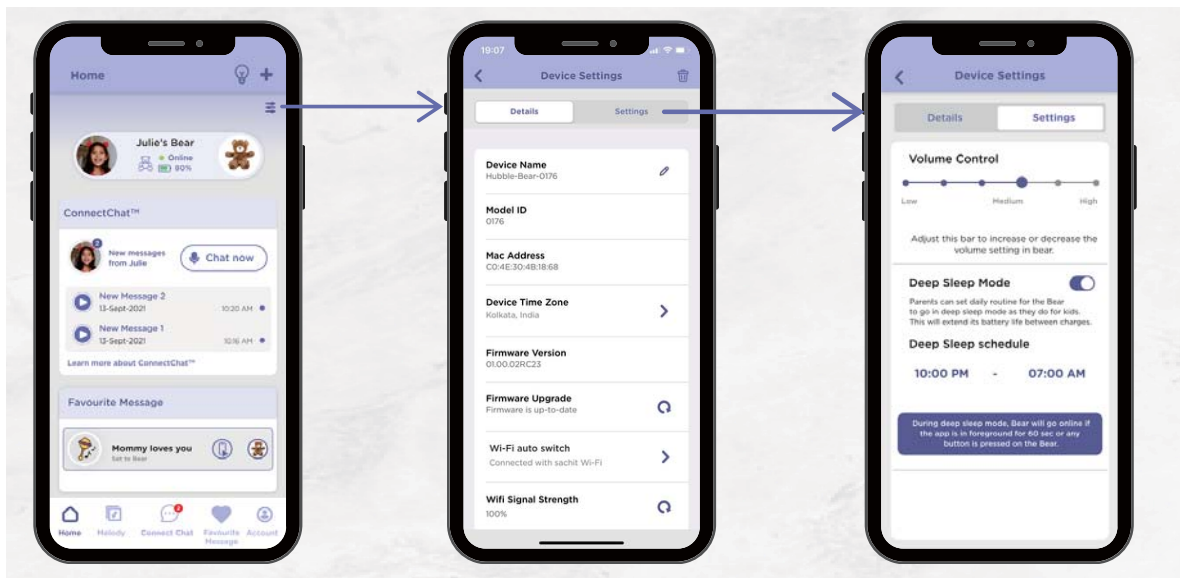 Home
Julie's Bear
Online
80%
ConnectChat™
2
New messages
from Julie
Chat now
New Message 2
13-Sept-2021
10:20 AM
New Message 1
13-Sept-2021
10:16 AM
Learn more about ConnectChat™
Favourite Message
Mommy loves you
Set to Bear
Home
Melody
Connect Chat
Favourite
Message
Account
19:07
Device Settings
Details
Settings
Device Name
Hubble-Bear-0176
Model ID
0176
Mac Address
C0:4E:30:4B:18:68
Device Time Zone
Kolkata, India
Firmware Version
01.00.02RC23
Firmware Upgrade
Firmware is up-to-date
Wi-Fi auto switch
Connected with sachit Wi-Fi
Wifi Signal Strength
100%
Device Settings
Details
Settings
Volume Control
Low
Medium
High
Adjust this bar to increase or decrease the
volume setting in bear.
Deep Sleep Mode
Parents can set daily routine for the Bear
to go in deep sleep mode as they do for kids.
This will extend its battery life between charges.
Deep Sleep schedule
10:00 PM - 07:00 AM
During deep sleep mode, Bear will go online if
the app is in foreground for 60 sec or any
button is pressed on the Bear.